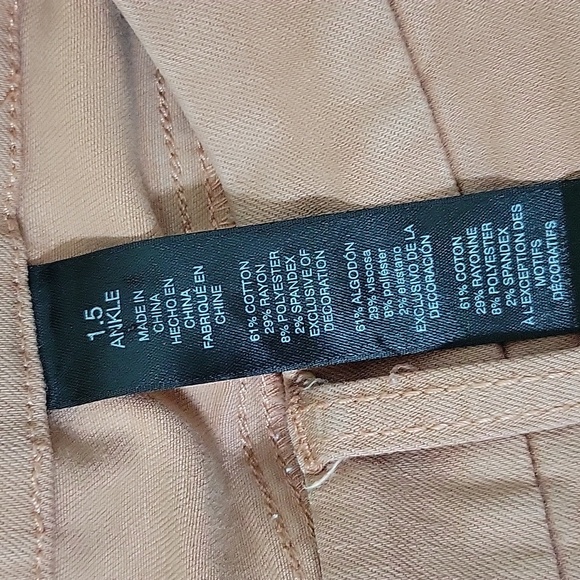 1.5
ANKLE
MADE IN
CHINA
HECHO EN
CHINA
FABRIQUÉ EN
CHINE
61% COTTON
29% RAYON
8% POLYESTER
2% SPANDEX
EXCLUSIVE OF
DECORATION
61% ALGODÓN
29% viscosa
8% poliéster
2% elastano
EXCLUSIVO DE LA
DECORACIÓN
61% COTON
29% RAYONNE
8% POLYESTER
2% SPANDEX
À L'EXCEPTION DES
MOTIFS
DÉCORATIFS